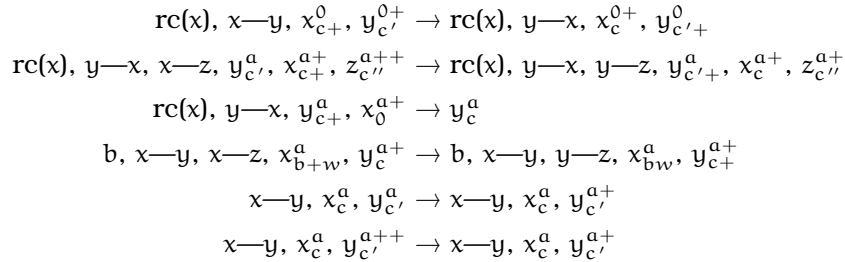 rc(x), x—y, x^0_{c+}, y^{0+}_{c′} → rc(x), y—x, x^{0+}_c, y^0_{c′+}
rc(x), y—x, x—z, y^a_{c′}, x^{a+}_{c+}, z^{a++}_{c′′} → rc(x), y—x, y—z, y^a_{c′+}, x^{a+}_c, z^{a+}_{c′′}
rc(x), y—x, y^a_{c+}, x^{a+}_0 → y^a_c
b, x—y, x—z, x^a_{b+w}, y^{a+}_c → b, x—y, y—z, x^a_{bw}, y^{a+}_{c+}
x—y, x^a_c, y^a_{c′} → x—y, x^a_c, y^{a+}_{c′}
x—y, x^a_c, y^{a++}_{c′} → x—y, x^a_c, y^{a+}_{c′}